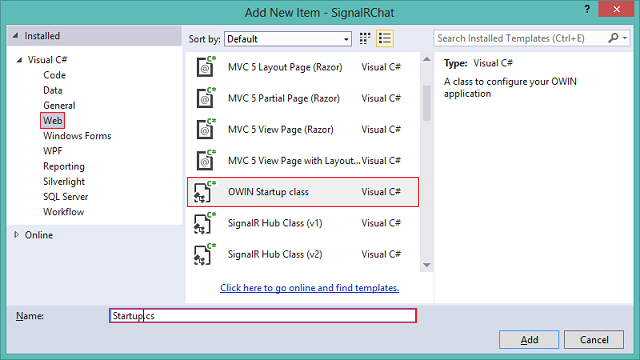 Add New Item - SignalRChat
Installed
Sort by: Default
Search Installed Templates (Ctrl+E)
Visual C#
Code
Data
General
Web
Windows Forms
WPF
Reporting
Silverlight
SQL Server
Workflow
Online
MVC 5 Layout Page (Razor) Visual C#
MVC 5 Partial Page (Razor) Visual C#
MVC 5 View Page (Razor) Visual C#
MVC 5 View Page with Layout... Visual C#
OWIN Startup class Visual C#
SignalR Hub Class (v1) Visual C#
SignalR Hub Class (v2) Visual C#
Click here to go online and find templates.
Type: Visual C#
A class to configure your OWIN
application
Name: Startup.cs
Add Cancel